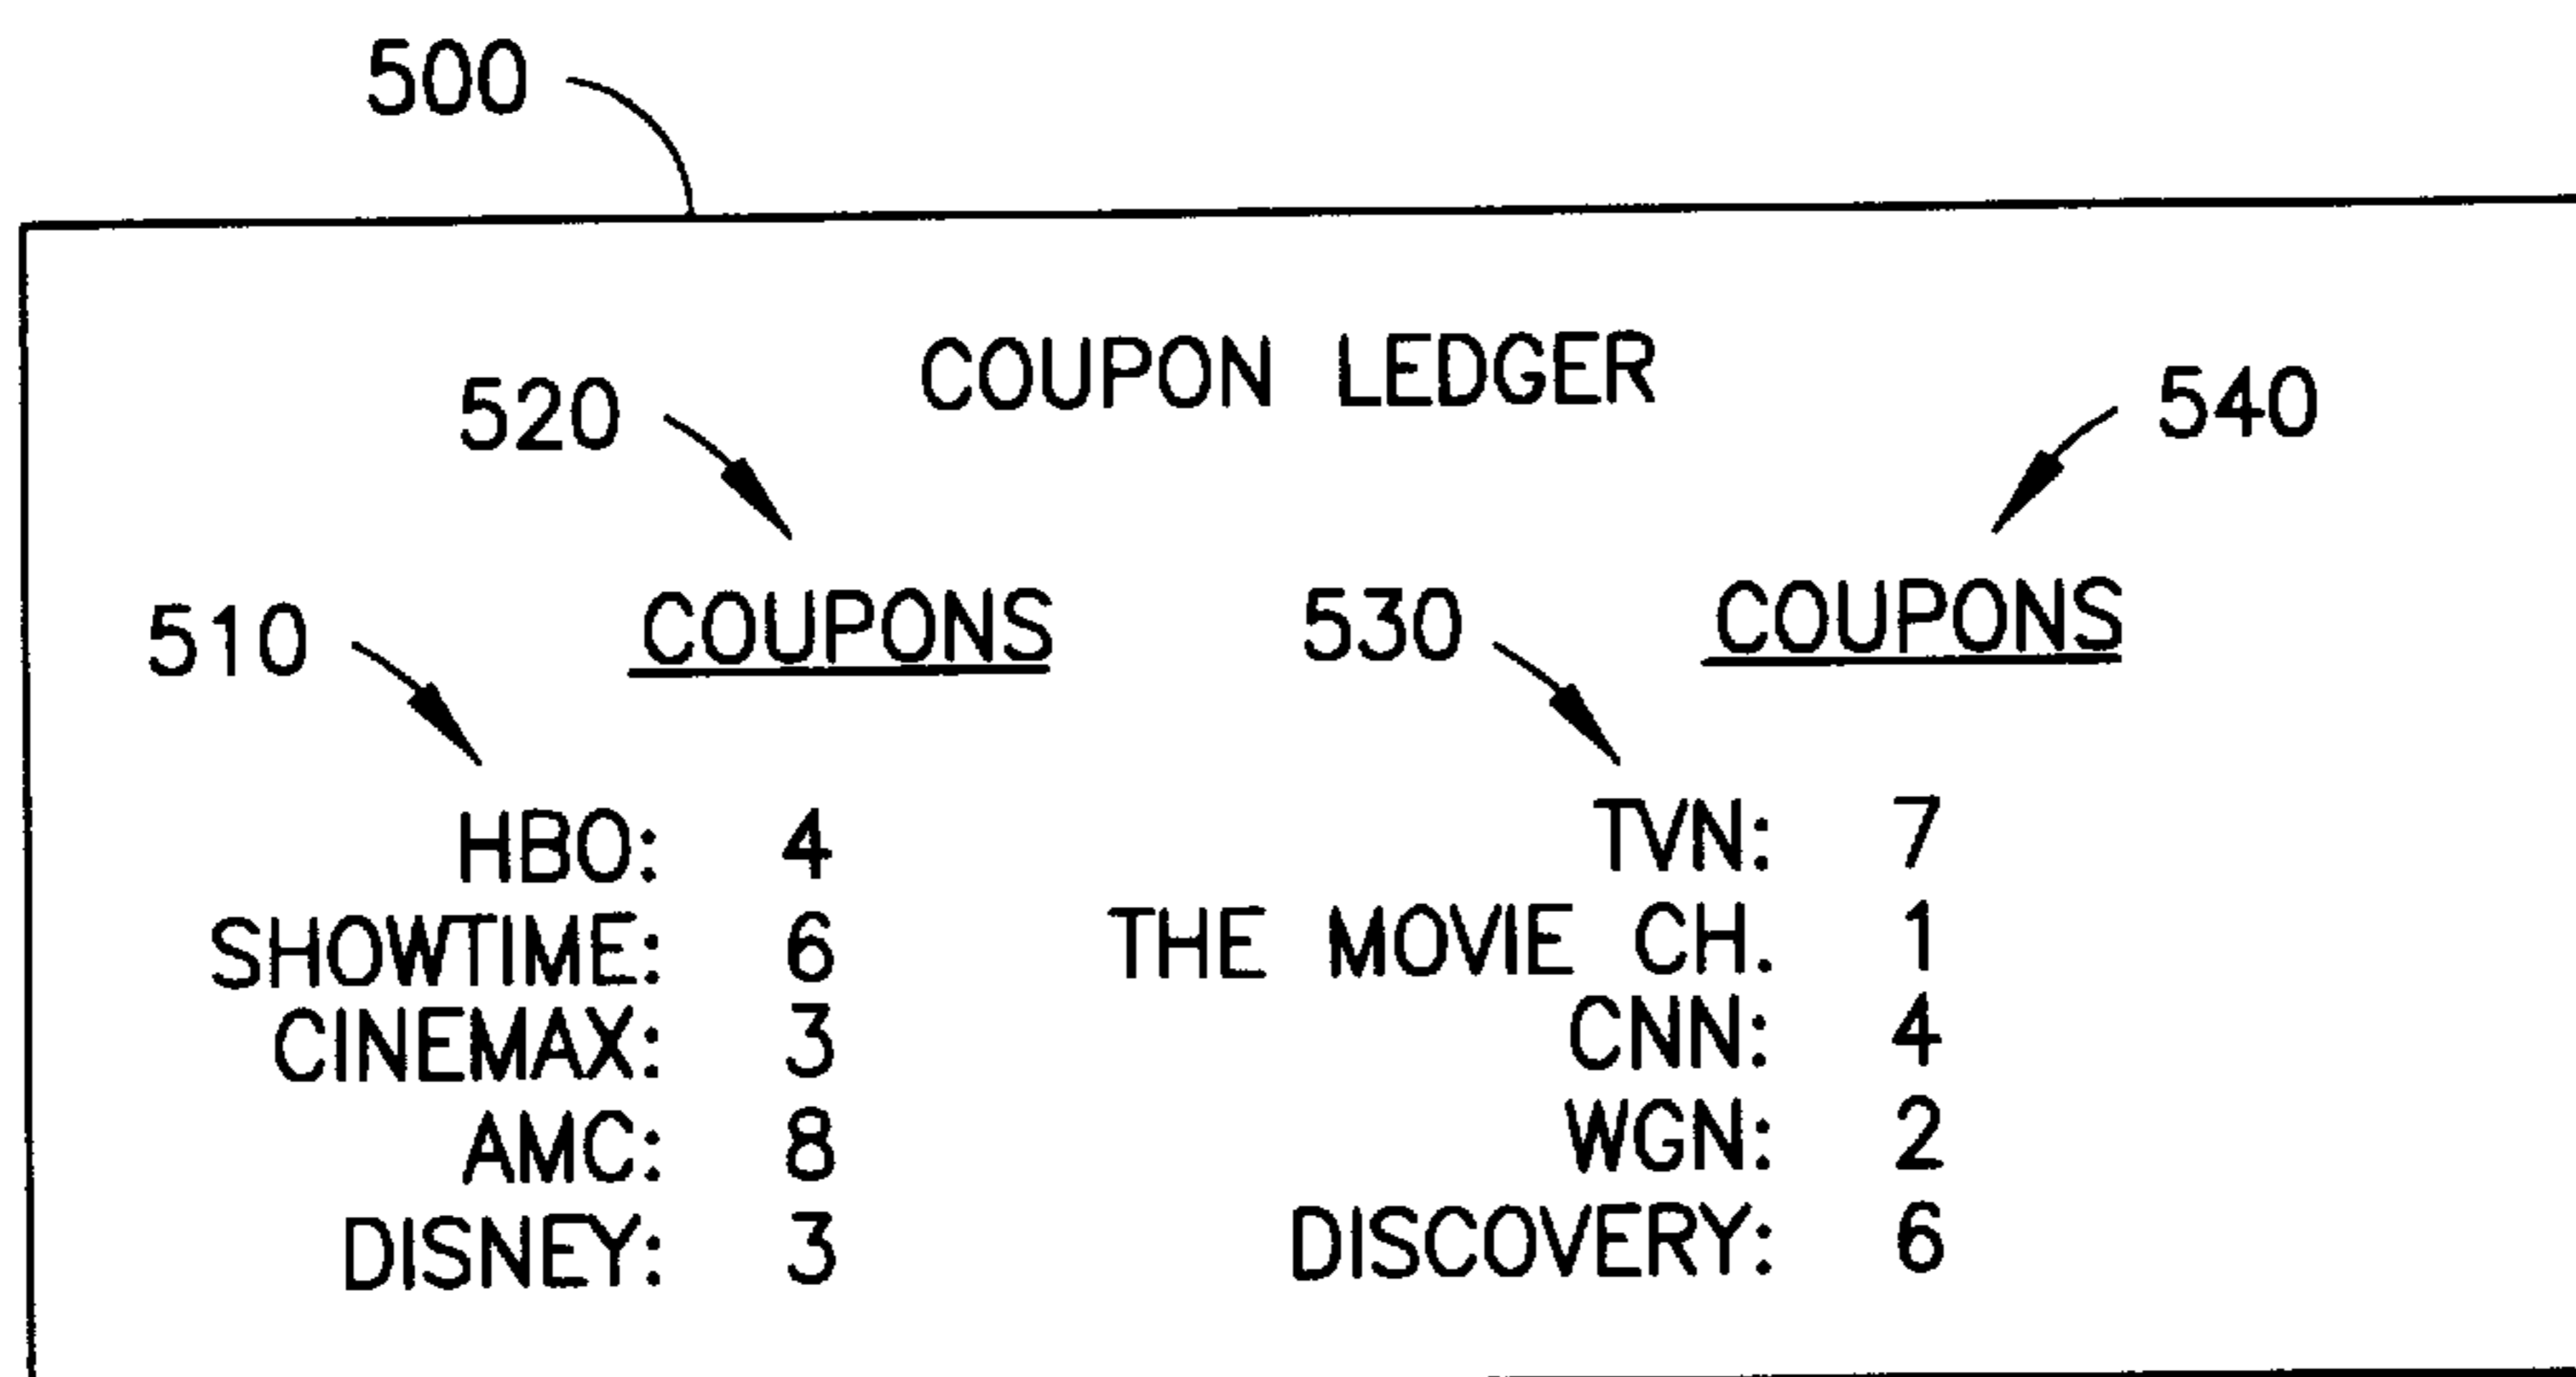 500
COUPON LEDGER
520 540
COUPONS COUPONS
510 530
HBO: 4 TVN: 7
SHOWTIME: 6 THE MOVIE CH. 1
CINEMAX: 3 CNN: 4
AMC: 8 WGN: 2
DISNEY: 3 DISCOVERY: 6